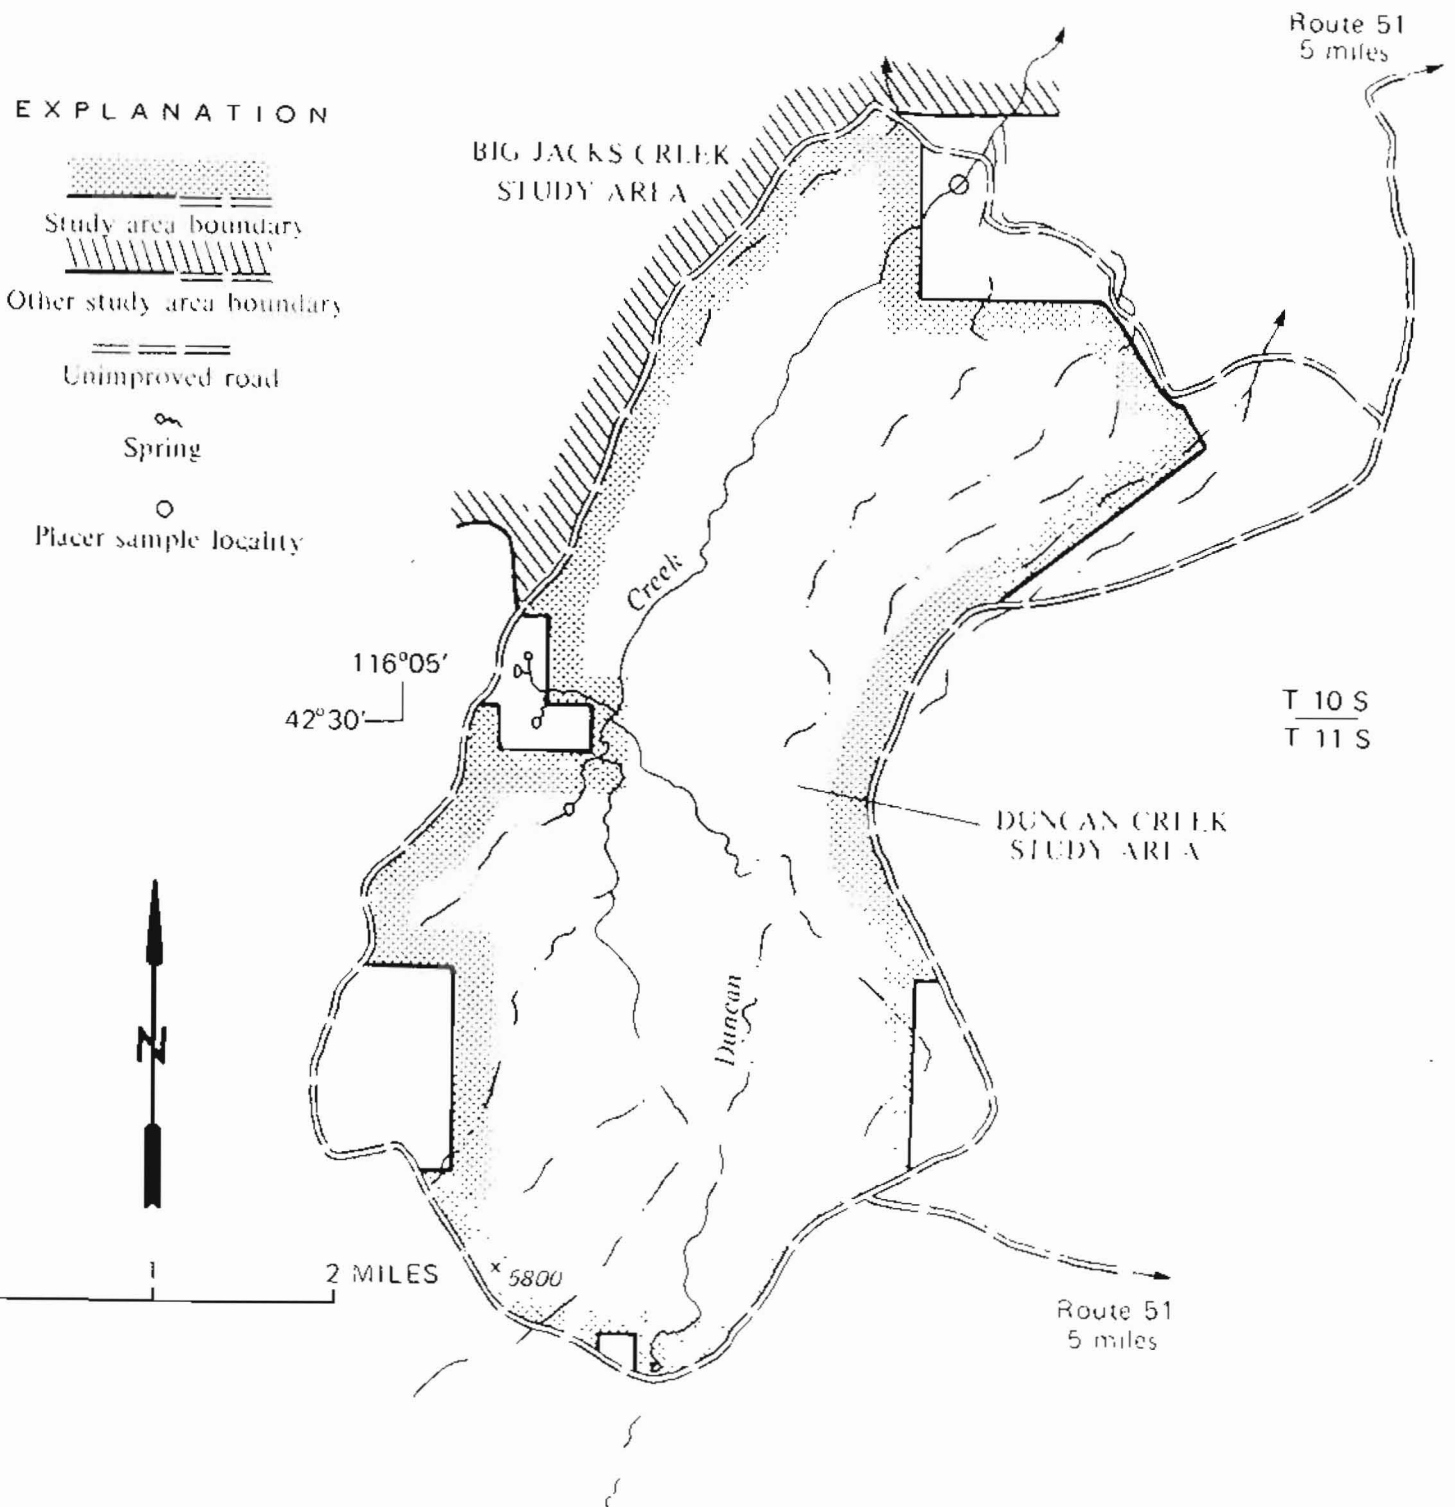 Route 51
5 miles
EXPLANATION
Study area boundary
Other study area boundary
Unimproved road
Spring
Placer sample locality
BIG JACKS CREEK
STUDY AREA
Creek
116°05'
42°30'
T 10 S
T 11 S
DUNCAN CREEK
STUDY AREA
Duncan
N
1
2 MILES
x 5800
Route 51
5 miles